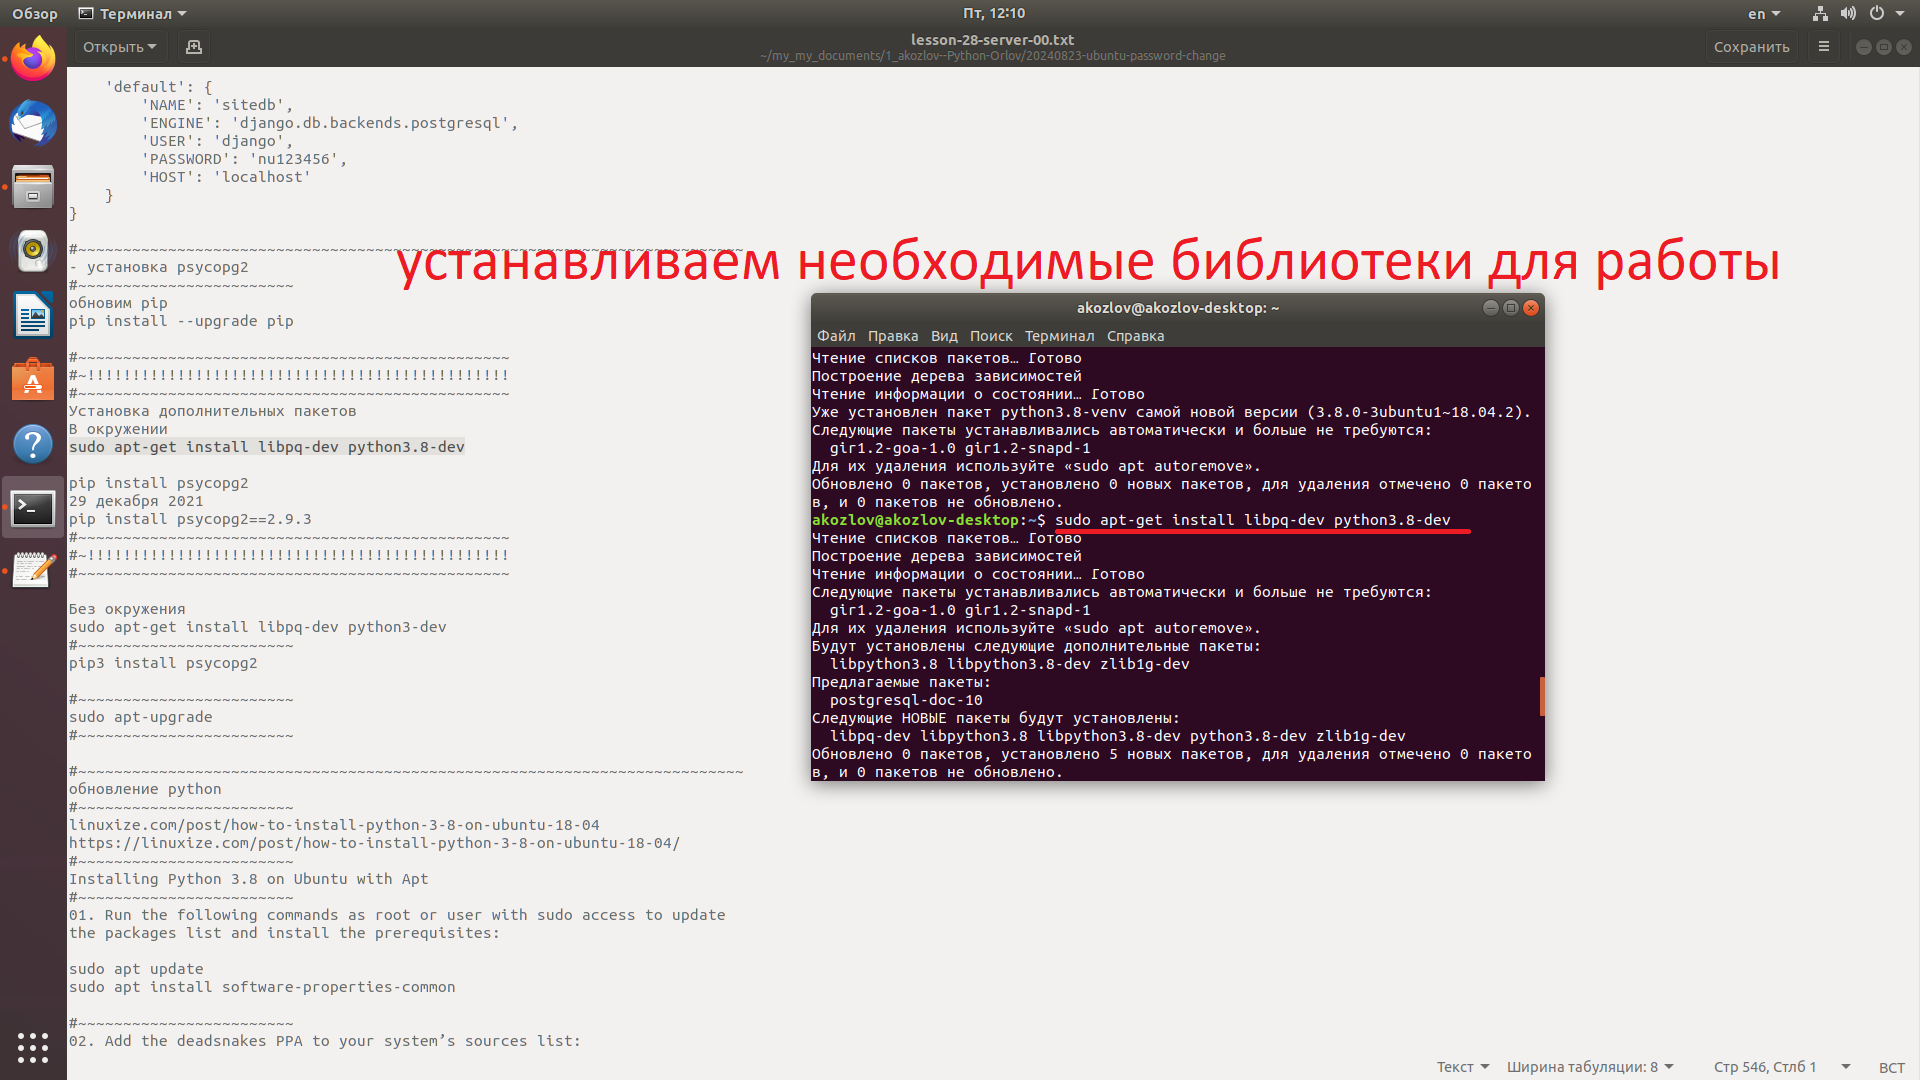 Обзор
Терминал
Пт, 12:10
en
Открыть
lesson-28-server-00.txt
~/my_my_documents/1_akozlov--Python-Orlov/20240823-ubuntu-password-change
Сохранить
    'default': {
        'NAME': 'sitedb',
        'ENGINE': 'django.db.backends.postgresql',
        'USER': 'django',
        'PASSWORD': 'nu123456',
        'HOST': 'localhost'
    }
}
#~~~~~~~~~~~~~~~~~~~~~~~~~~~~~~~~~~~~~~~~~~~~~~~~~~~~~~~~~~~~~~~~~~~~~~~~~~
- установка psycopg2
#~~~~~~~~~~~~~~~~~~~~~~~~
обновим pip
pip install --upgrade pip
#~~~~~~~~~~~~~~~~~~~~~~~~~~~~~~~~~~~~~~~~~~~~~~~~
#~!!!!!!!!!!!!!!!!!!!!!!!!!!!!!!!!!!!!!!!!!!!!!!!
#~~~~~~~~~~~~~~~~~~~~~~~~~~~~~~~~~~~~~~~~~~~~~~~~
Установка дополнительных пакетов
В окружении
sudo apt-get install libpq-dev python3.8-dev
pip install psycopg2
29 декабря 2021
pip install psycopg2==2.9.3
#~~~~~~~~~~~~~~~~~~~~~~~~~~~~~~~~~~~~~~~~~~~~~~~~
#~!!!!!!!!!!!!!!!!!!!!!!!!!!!!!!!!!!!!!!!!!!!!!!!
#~~~~~~~~~~~~~~~~~~~~~~~~~~~~~~~~~~~~~~~~~~~~~~~~
Без окружения
sudo apt-get install libpq-dev python3-dev
#~~~~~~~~~~~~~~~~~~~~~~~~
pip3 install psycopg2
#~~~~~~~~~~~~~~~~~~~~~~~~
sudo apt-upgrade
#~~~~~~~~~~~~~~~~~~~~~~~~
#~~~~~~~~~~~~~~~~~~~~~~~~~~~~~~~~~~~~~~~~~~~~~~~~~~~~~~~~~~~~~~~~~~~~~~~~~~
обновление python
#~~~~~~~~~~~~~~~~~~~~~~~~
linuxize.com/post/how-to-install-python-3-8-on-ubuntu-18-04
https://linuxize.com/post/how-to-install-python-3-8-on-ubuntu-18-04/
#~~~~~~~~~~~~~~~~~~~~~~~~
Installing Python 3.8 on Ubuntu with Apt
#~~~~~~~~~~~~~~~~~~~~~~~~
01. Run the following commands as root or user with sudo access to update
the packages list and install the prerequisites:
sudo apt update
sudo apt install software-properties-common
#~~~~~~~~~~~~~~~~~~~~~~~~
02. Add the deadsnakes PPA to your system’s sources list:
устанавливаем необходимые библиотеки для работы
akozlov@akozlov-desktop: ~
Файл Правка Вид Поиск Терминал Справка
Чтение списков пакетов… Готово
Построение дерева зависимостей
Чтение информации о состоянии… Готово
Уже установлен пакет python3.8-venv самой новой версии (3.8.0-3ubuntu1~18.04.2).
Следующие пакеты устанавливались автоматически и больше не требуются:
  gir1.2-goa-1.0 gir1.2-snapd-1
Для их удаления используйте «sudo apt autoremove».
Обновлено 0 пакетов, установлено 0 новых пакетов, для удаления отмечено 0 пакето
в, и 0 пакетов не обновлено.
akozlov@akozlov-desktop:~$ sudo apt-get install libpq-dev python3.8-dev
Чтение списков пакетов… Готово
Построение дерева зависимостей
Чтение информации о состоянии… Готово
Следующие пакеты устанавливались автоматически и больше не требуются:
  gir1.2-goa-1.0 gir1.2-snapd-1
Для их удаления используйте «sudo apt autoremove».
Будут установлены следующие дополнительные пакеты:
  libpython3.8 libpython3.8-dev zlib1g-dev
Предлагаемые пакеты:
  postgresql-doc-10
Следующие НОВЫЕ пакеты будут установлены:
  libpq-dev libpython3.8 libpython3.8-dev python3.8-dev zlib1g-dev
Обновлено 0 пакетов, установлено 5 новых пакетов, для удаления отмечено 0 пакето
в, и 0 пакетов не обновлено.
Текст
Ширина табуляции: 8
Стр 546, Стлб 1
ВСТ